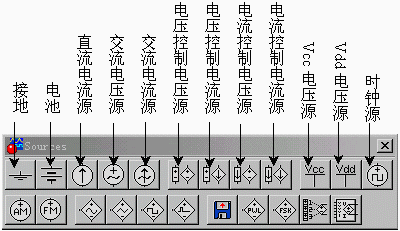 接地
电池
直流电流源
交流电压源
交流电流源
电压控制电压源
电压控制电流源
电流控制电压源
电流控制电流源
Vcc电压源
Vdd电压源
时钟源
Sources
Vcc Vdd
AM FM PUL FSK